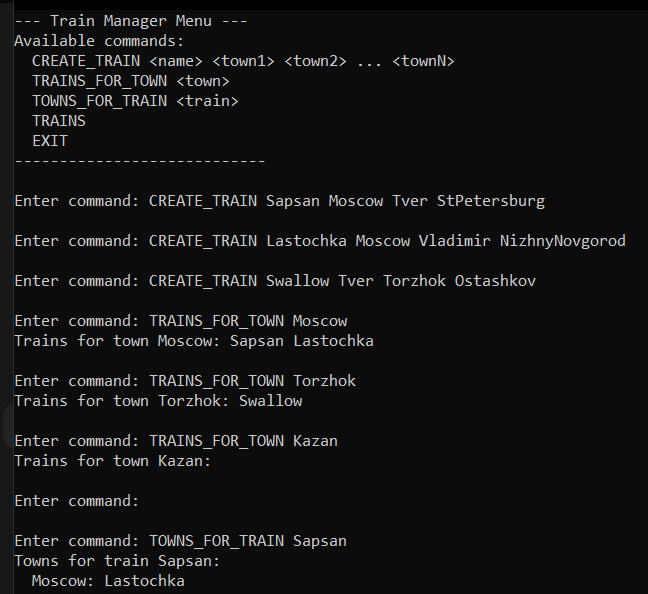 --- Train Manager Menu ---
Available commands:
  CREATE_TRAIN <name> <town1> <town2> ... <townN>
  TRAINS_FOR_TOWN <town>
  TOWNS_FOR_TRAIN <train>
  TRAINS
  EXIT
----------------------------
Enter command: CREATE_TRAIN Sapsan Moscow Tver StPetersburg
Enter command: CREATE_TRAIN Lastochka Moscow Vladimir NizhnyNovgorod
Enter command: CREATE_TRAIN Swallow Tver Torzhok Ostashkov
Enter command: TRAINS_FOR_TOWN Moscow
Trains for town Moscow: Sapsan Lastochka
Enter command: TRAINS_FOR_TOWN Torzhok
Trains for town Torzhok: Swallow
Enter command: TRAINS_FOR_TOWN Kazan
Trains for town Kazan:
Enter command:
Enter command: TOWNS_FOR_TRAIN Sapsan
Towns for train Sapsan:
  Moscow: Lastochka